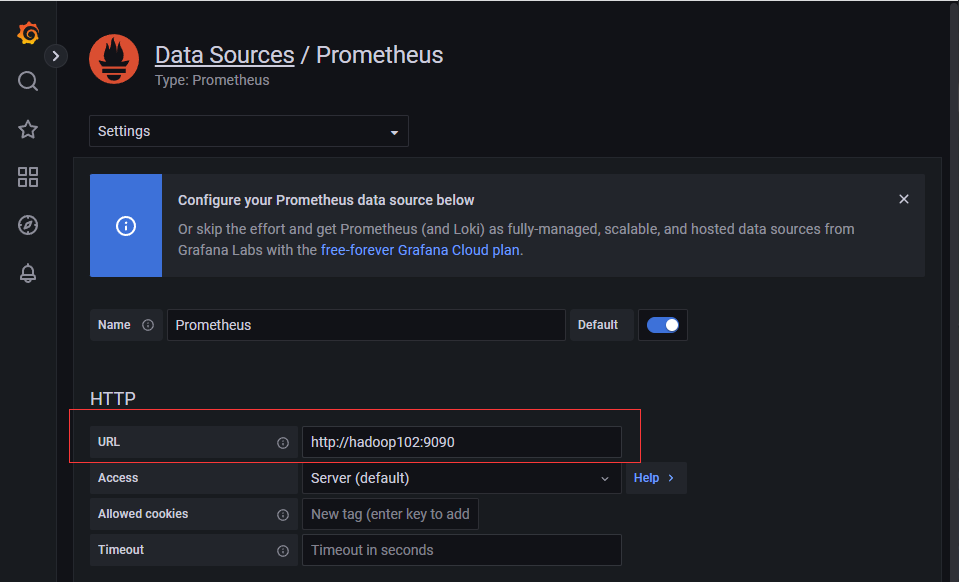 Data Sources / Prometheus
Type: Prometheus
Settings
Configure your Prometheus data source below
Or skip the effort and get Prometheus (and Loki) as fully-managed, scalable, and hosted data sources from
Grafana Labs with the free-forever Grafana Cloud plan.
Name Prometheus Default
HTTP
URL http://hadoop102:9090
Access Server (default) Help
Allowed cookies New tag (enter key to add
Timeout Timeout in seconds